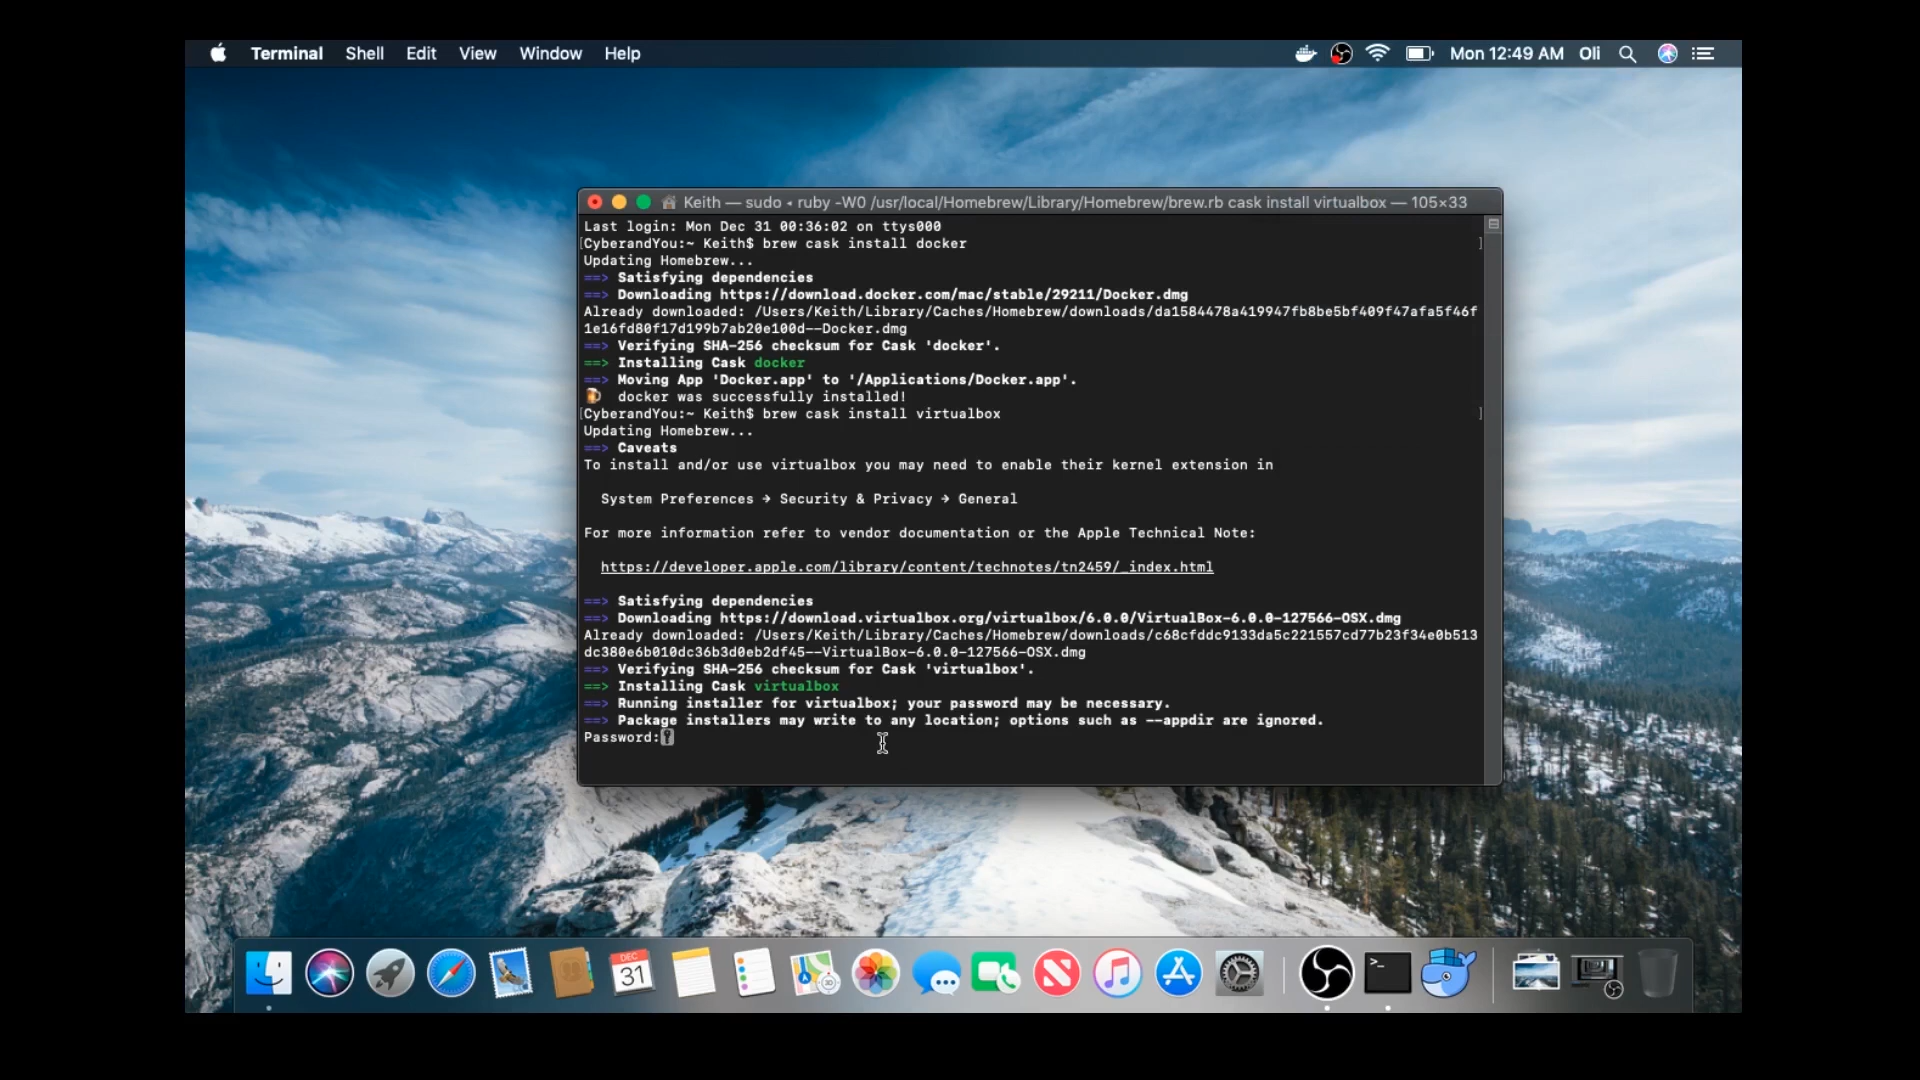 Terminal Shell Edit View Window Help Mon 12:49 AM Oli
Keith — sudo ◂ ruby -W0 /usr/local/Homebrew/Library/Homebrew/brew.rb cask install virtualbox — 105×33
Last login: Mon Dec 31 00:36:02 on ttys000
[CyberandYou:~ Keith$ brew cask install docker ]
Updating Homebrew...
==> Satisfying dependencies
==> Downloading https://download.docker.com/mac/stable/29211/Docker.dmg
Already downloaded: /Users/Keith/Library/Caches/Homebrew/downloads/da1584478a419947fb8be5bf409f47afa5f46f
1e16fd80f17d199b7ab20e100d--Docker.dmg
==> Verifying SHA-256 checksum for Cask 'docker'.
==> Installing Cask docker
==> Moving App 'Docker.app' to '/Applications/Docker.app'.
🍺  docker was successfully installed!
[CyberandYou:~ Keith$ brew cask install virtualbox ]
Updating Homebrew...
==> Caveats
To install and/or use virtualbox you may need to enable their kernel extension in
System Preferences → Security & Privacy → General
For more information refer to vendor documentation or the Apple Technical Note:
https://developer.apple.com/library/content/technotes/tn2459/_index.html
==> Satisfying dependencies
==> Downloading https://download.virtualbox.org/virtualbox/6.0.0/VirtualBox-6.0.0-127566-OSX.dmg
Already downloaded: /Users/Keith/Library/Caches/Homebrew/downloads/c68cfddc9133da5c221557cd77b23f34e0b513
dc380e6b010dc36b3d0eb2df45--VirtualBox-6.0.0-127566-OSX.dmg
==> Verifying SHA-256 checksum for Cask 'virtualbox'.
==> Installing Cask virtualbox
==> Running installer for virtualbox; your password may be necessary.
==> Package installers may write to any location; options such as --appdir are ignored.
Password:
DEC
31
>_